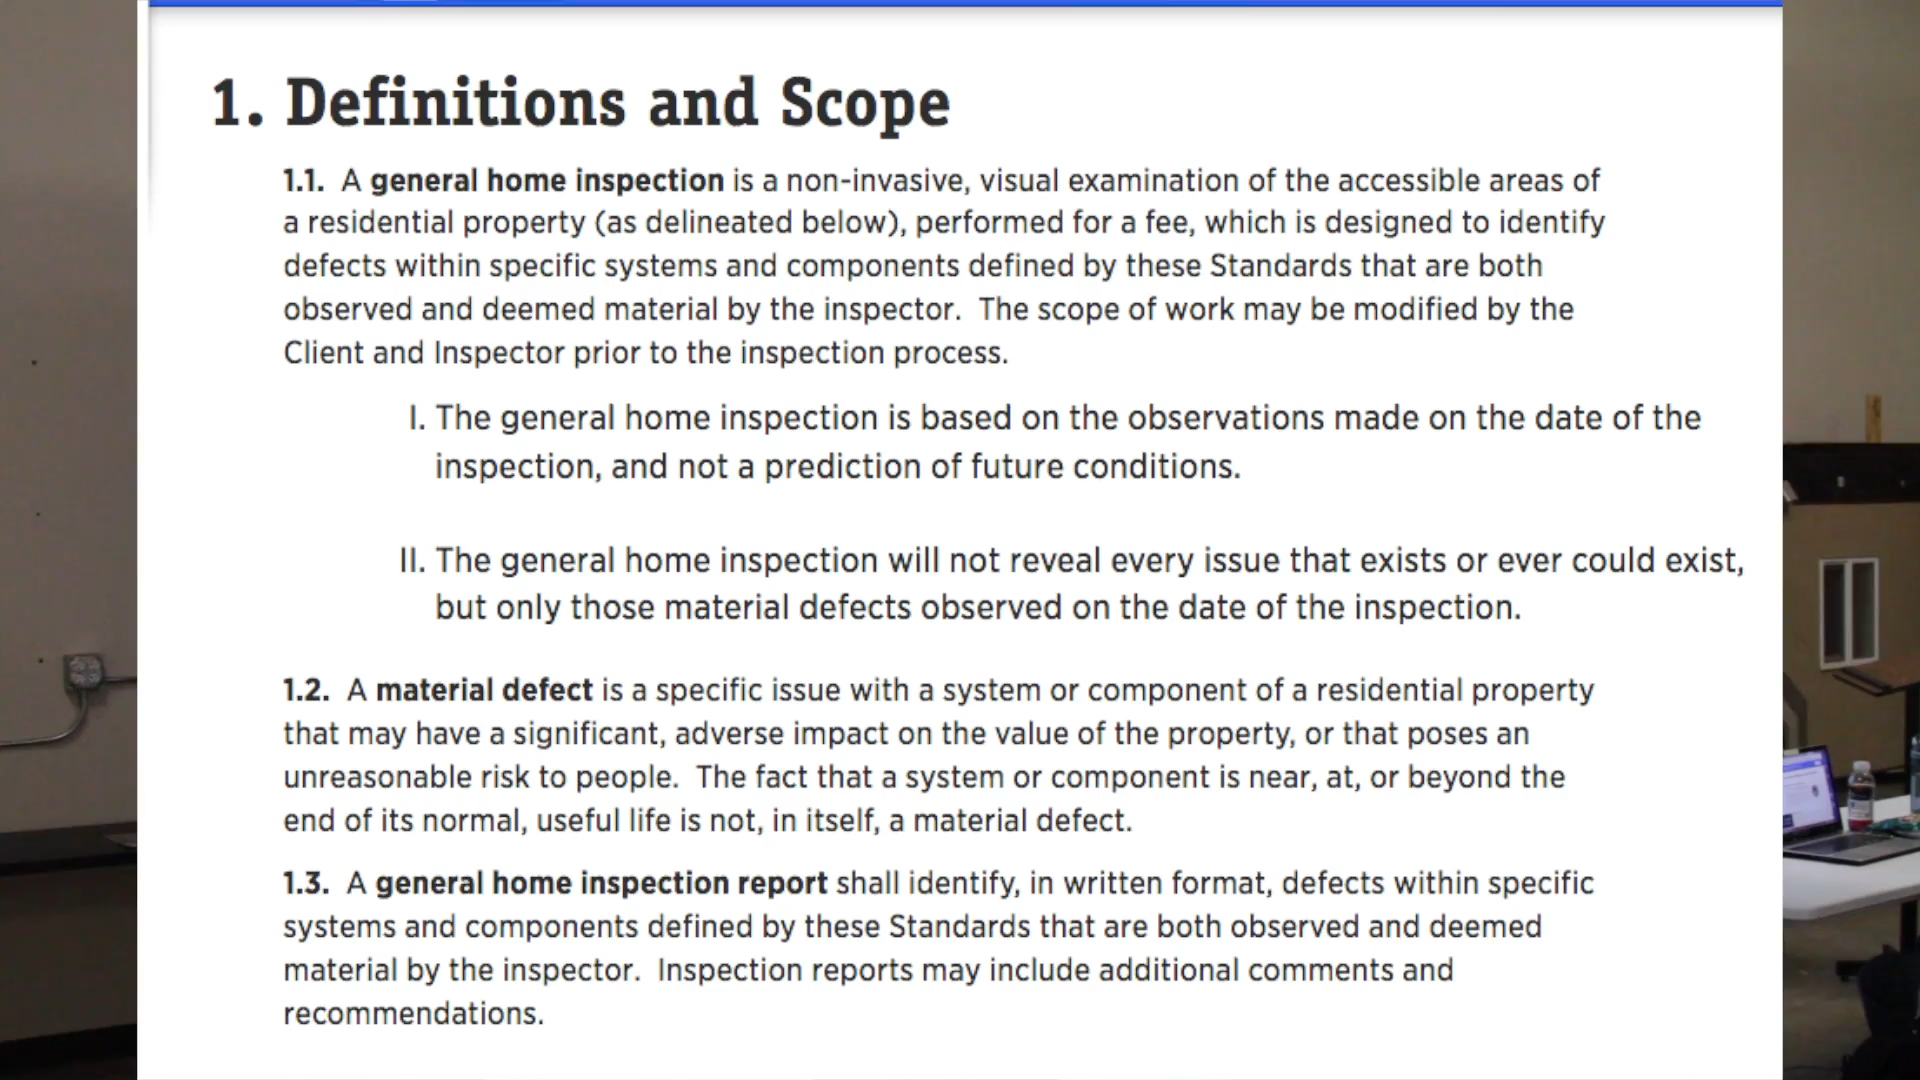 1. Definitions and Scope
1.1. A general home inspection is a non-invasive, visual examination of the accessible areas of
a residential property (as delineated below), performed for a fee, which is designed to identify
defects within specific systems and components defined by these Standards that are both
observed and deemed material by the inspector. The scope of work may be modified by the
Client and Inspector prior to the inspection process.
I. The general home inspection is based on the observations made on the date of the
inspection, and not a prediction of future conditions.
II. The general home inspection will not reveal every issue that exists or ever could exist,
but only those material defects observed on the date of the inspection.
1.2. A material defect is a specific issue with a system or component of a residential property
that may have a significant, adverse impact on the value of the property, or that poses an
unreasonable risk to people. The fact that a system or component is near, at, or beyond the
end of its normal, useful life is not, in itself, a material defect.
1.3. A general home inspection report shall identify, in written format, defects within specific
systems and components defined by these Standards that are both observed and deemed
material by the inspector. Inspection reports may include additional comments and
recommendations.